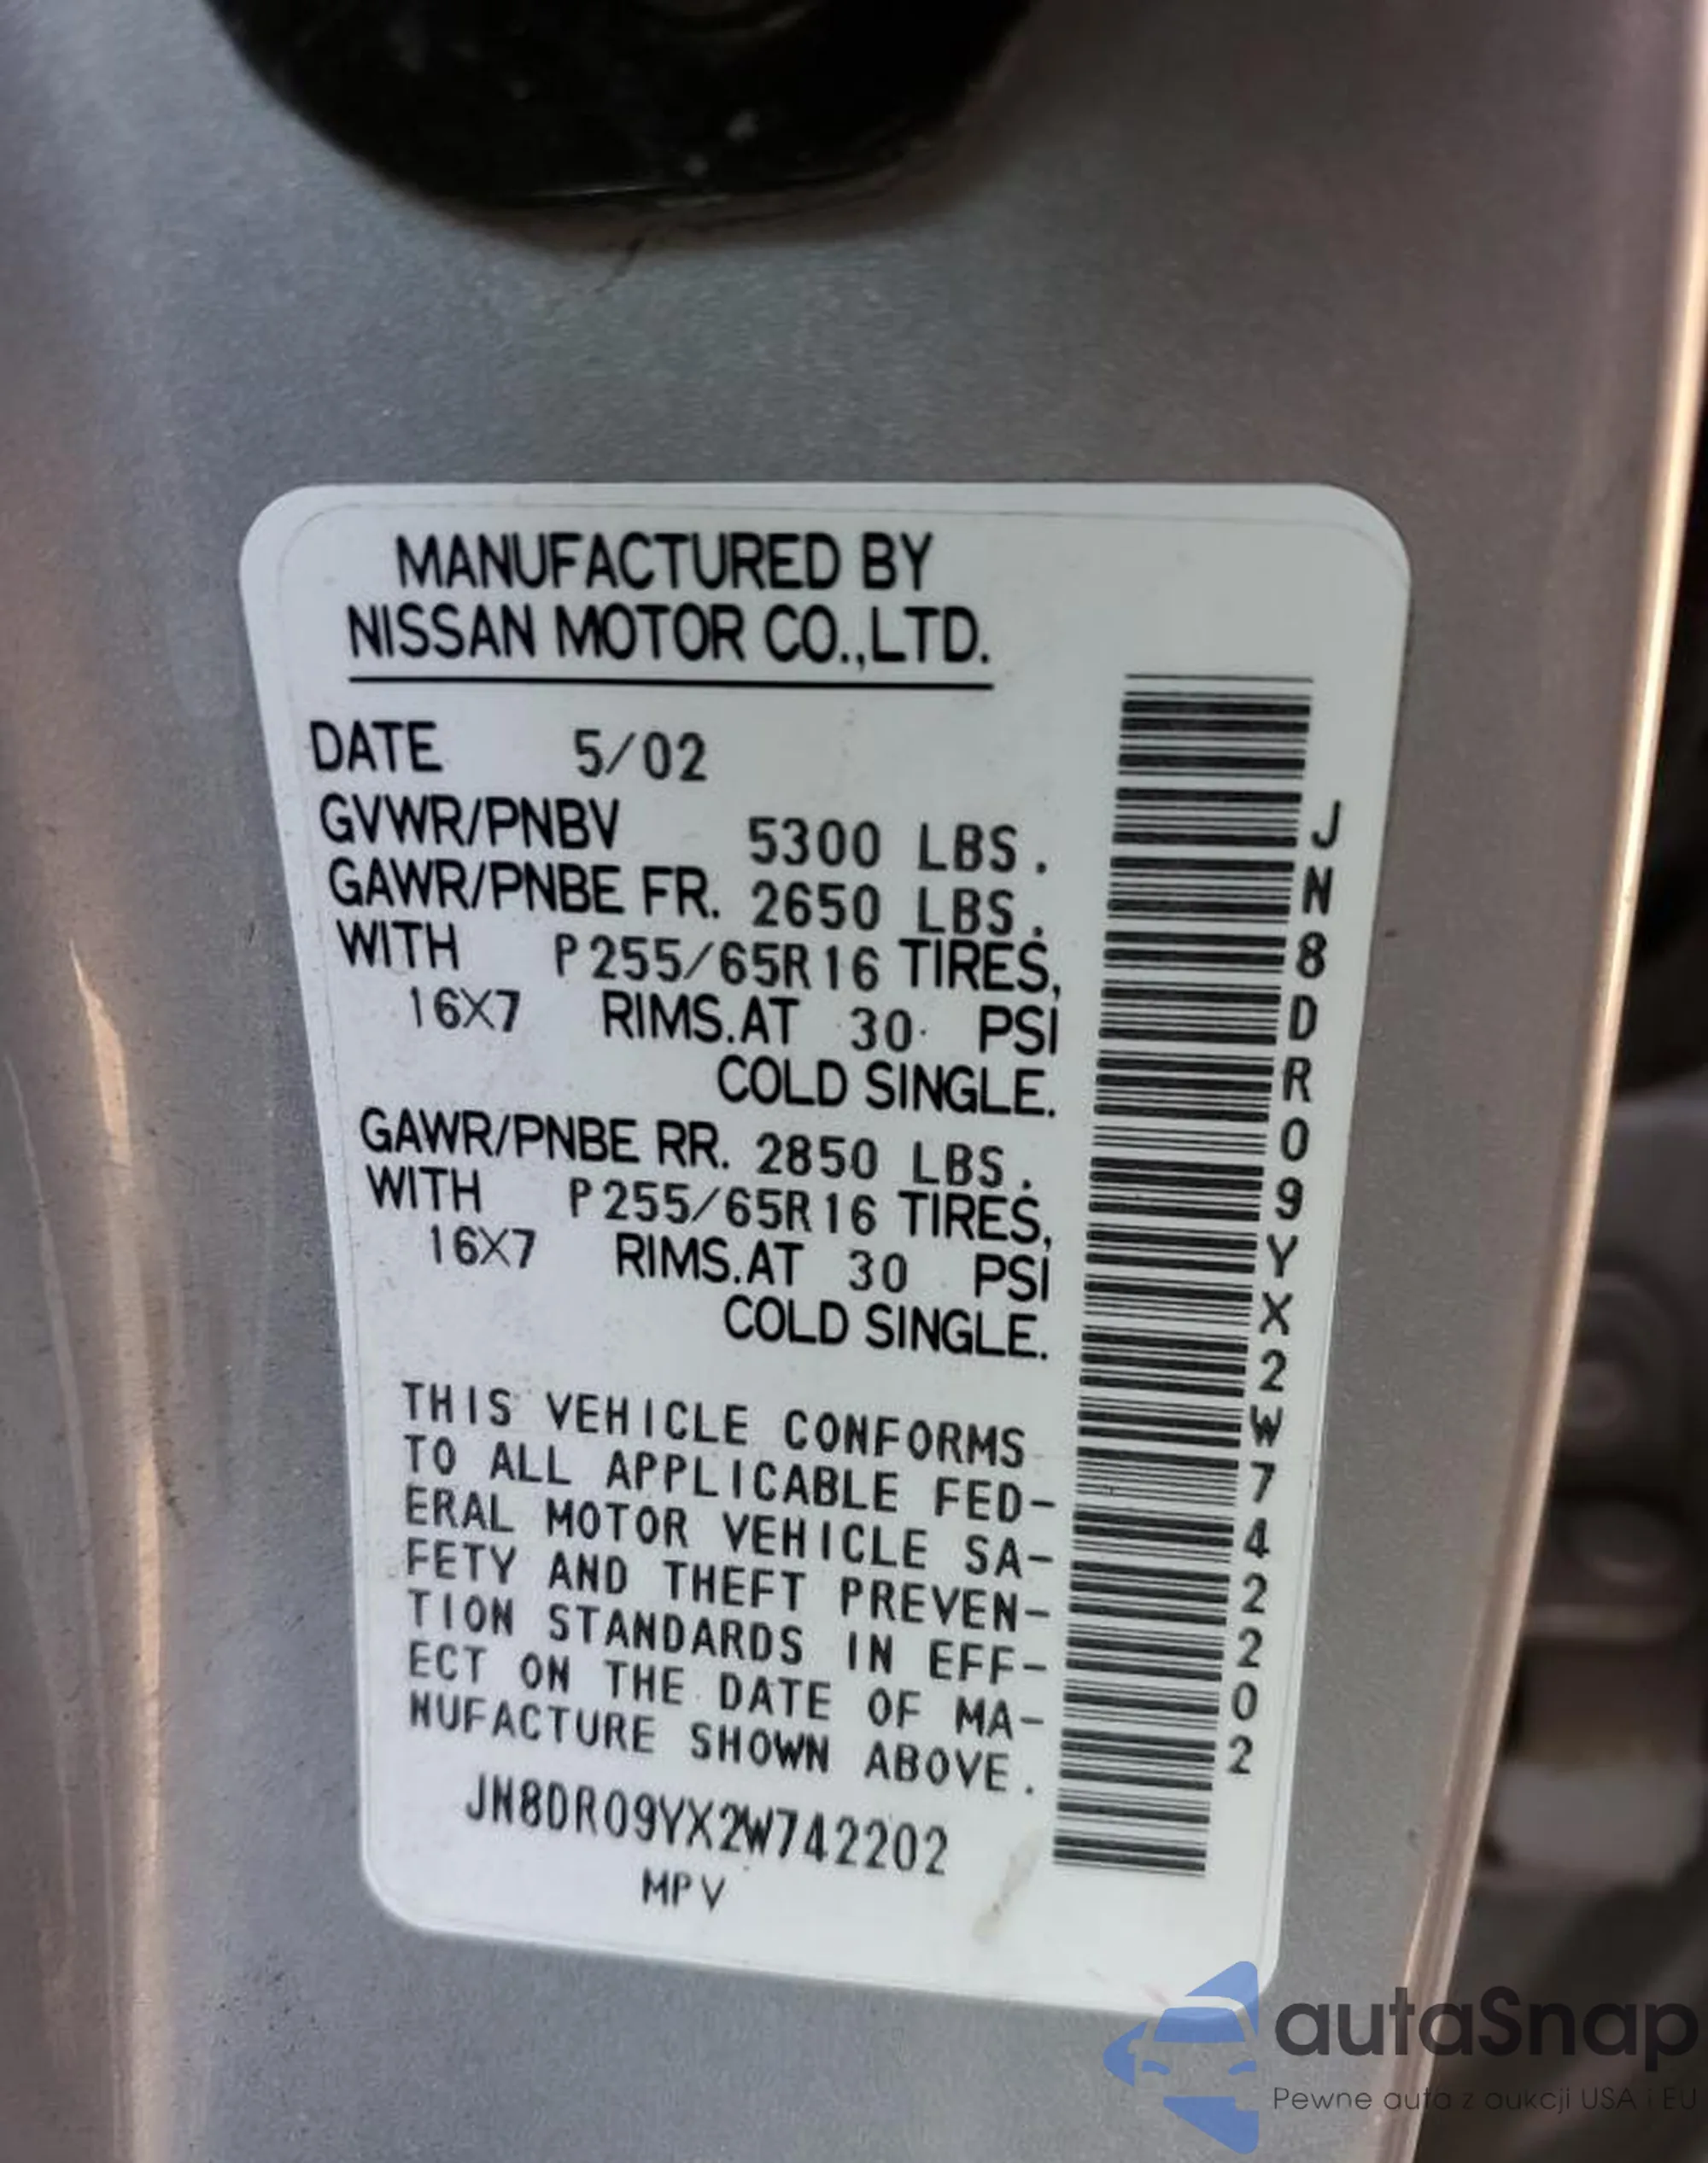 MANUFACTURED BY
NISSAN MOTOR CO.,LTD.
DATE 5/02
GVWR/PNBV 5300 LBS.
GAWR/PNBE FR. 2650 LBS.
WITH P255/65R16 TIRES,
16X7 RIMS.AT 30 PSI
COLD SINGLE.
GAWR/PNBE RR. 2850 LBS.
WITH P255/65R16 TIRES,
16X7 RIMS.AT 30 PSI
COLD SINGLE.
THIS VEHICLE CONFORMS
TO ALL APPLICABLE FED-
ERAL MOTOR VEHICLE SA-
FETY AND THEFT PREVEN-
TION STANDARDS IN EFF-
ECT ON THE DATE OF MA-
NUFACTURE SHOWN ABOVE.
JN8DR09YX2W742202
MPV
JN8DR09YX2W742202
autaSnap
Pewne auta z aukcji USA i EU